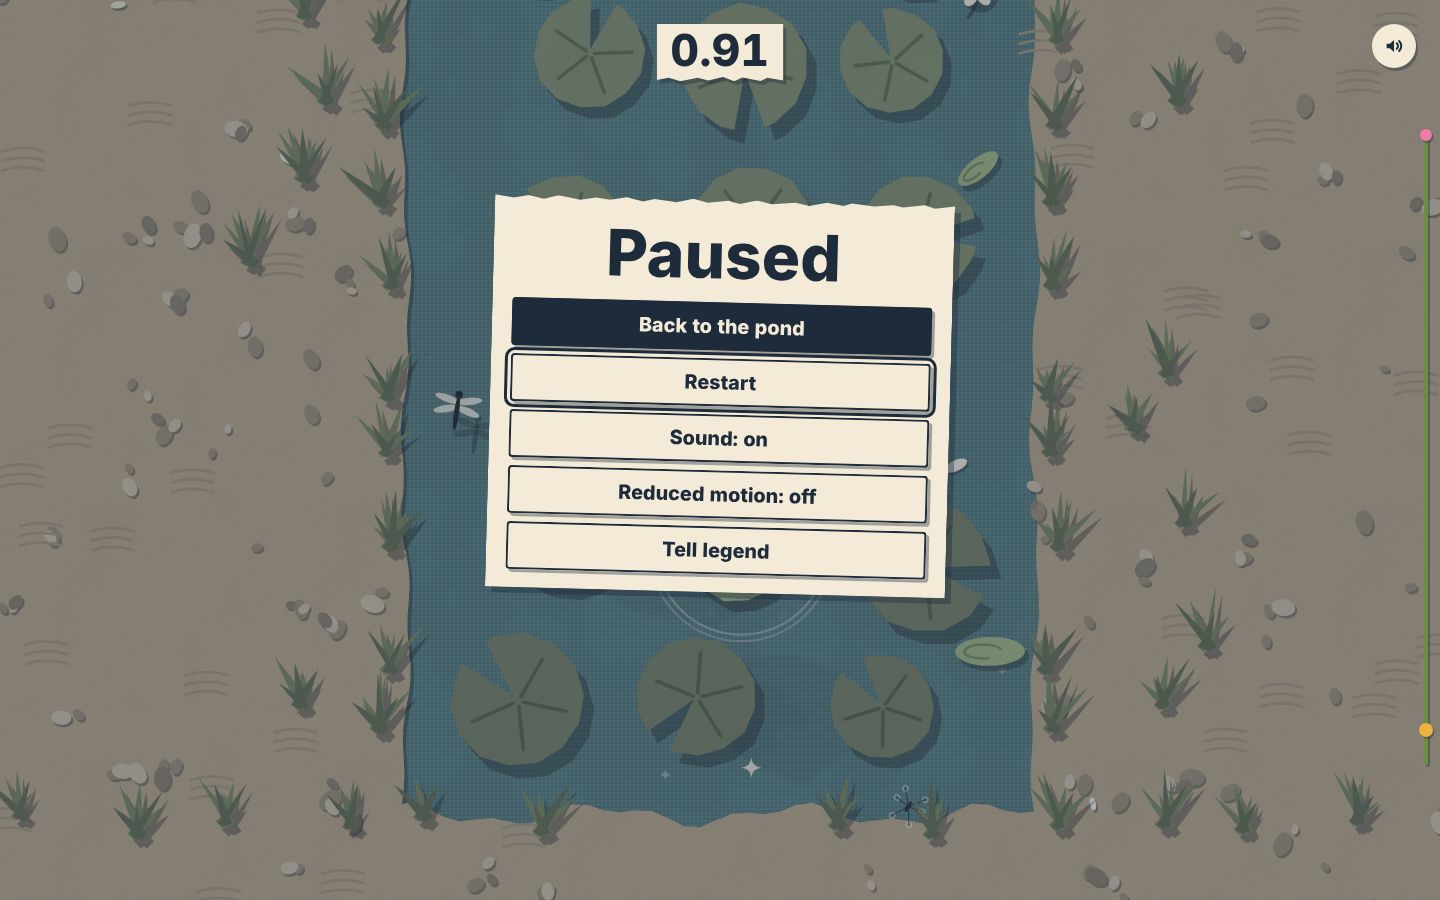 0.91
Paused
Back to the pond
Restart
Sound: on
Reduced motion: off
Tell legend